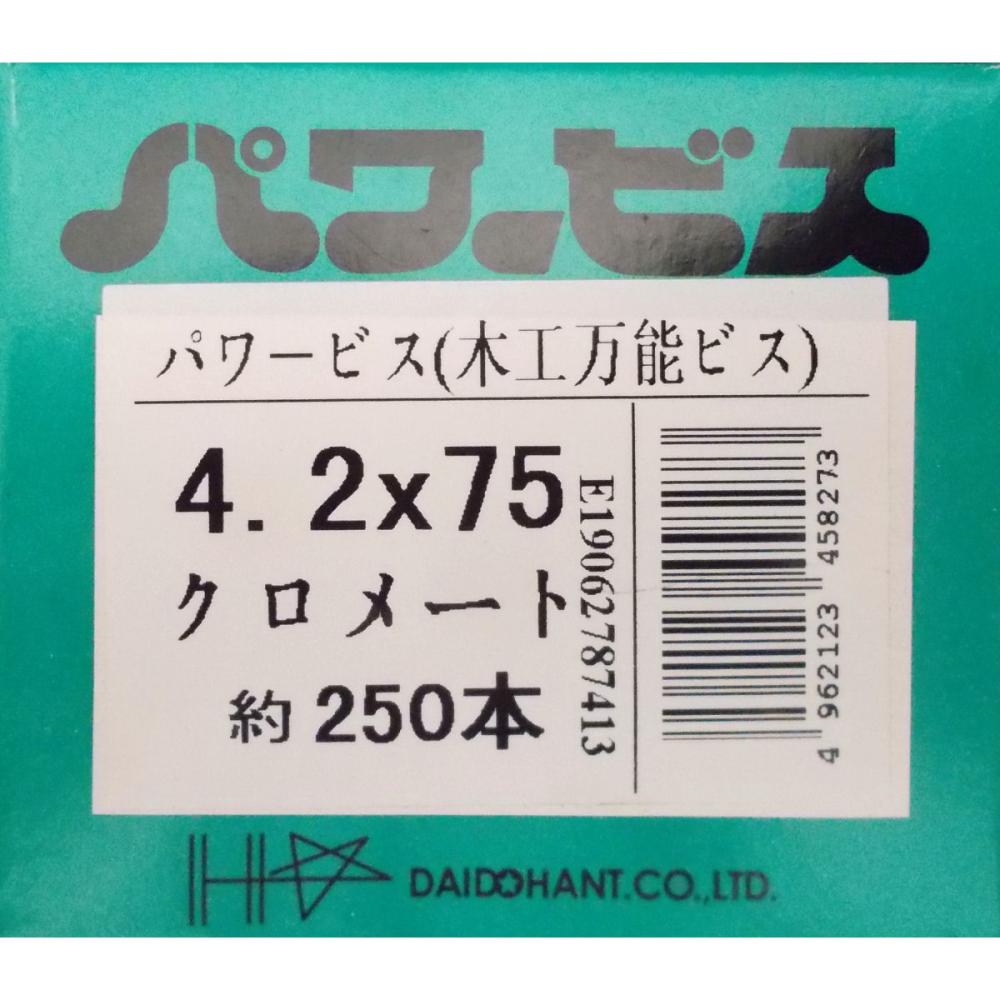 パワービス
パワービス(木工万能ビス)
4.2x75
クロメート
約250本
E19062787413
4 962123 458273
DAIDOHANT.CO.,LTD.